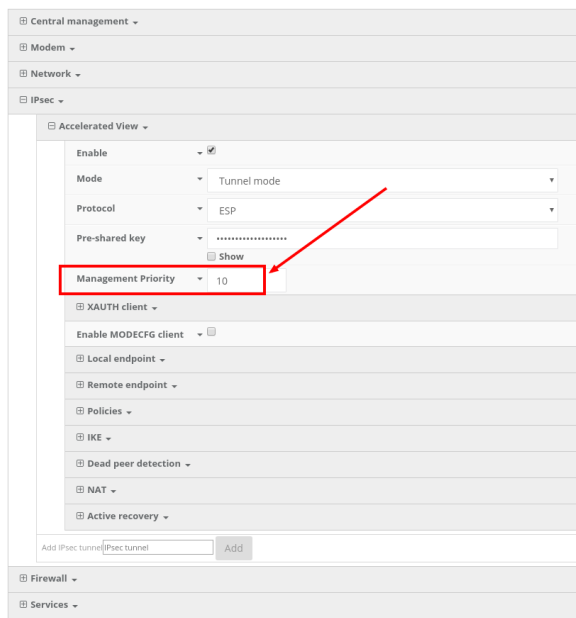 Central management
Modem
Network
IPsec
Accelerated View
Enable
Mode Tunnel mode
Protocol ESP
Pre-shared key •••••••••••••••••••
Show
Management Priority 10
XAUTH client
Enable MODECFG client
Local endpoint
Remote endpoint
Policies
IKE
Dead peer detection
NAT
Active recovery
Add IPsec tunnel IPsec tunnel Add
Firewall
Services